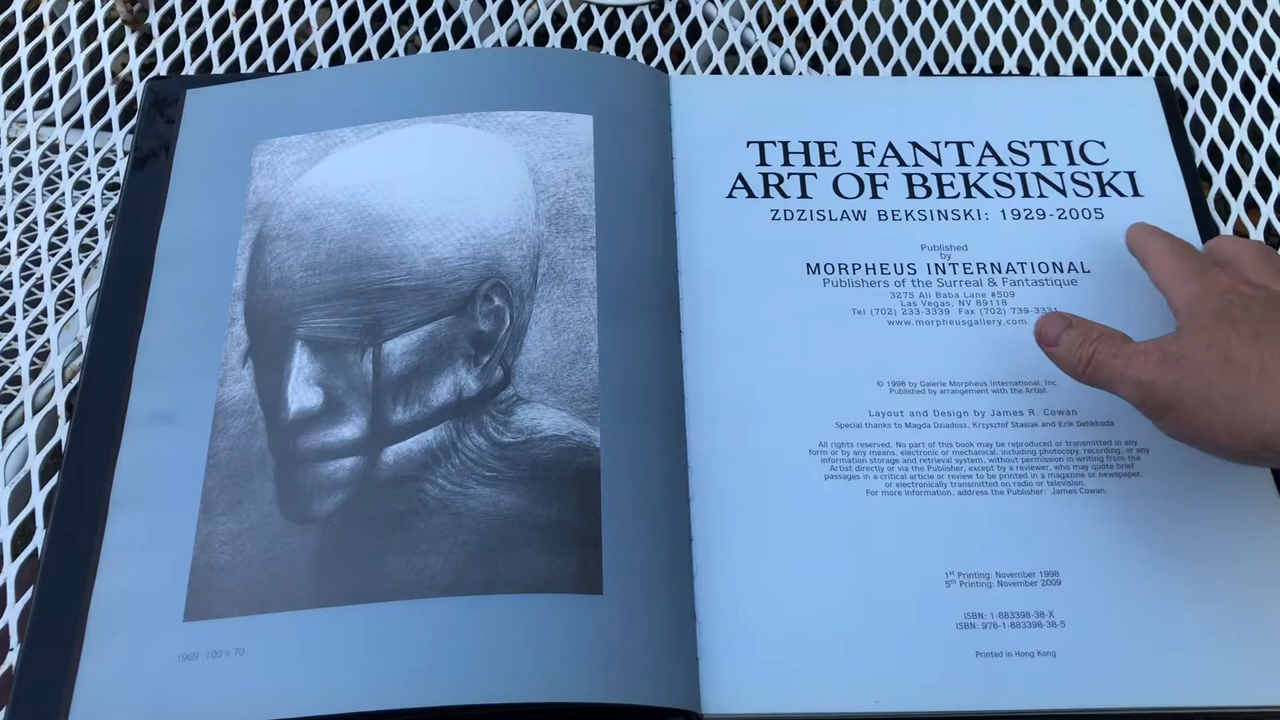 1969 100 x 70
THE FANTASTIC
ART OF BEKSINSKI
ZDZISLAW BEKSINSKI: 1929-2005
Published
by
MORPHEUS INTERNATIONAL
Publishers of the Surreal & Fantastique
3275 Ali Baba Lane #509
Las Vegas, NV 89118
Tel (702) 233-3339 Fax (702) 739-3331
www.morpheusgallery.com
© 1998 by Galerie Morpheus International, Inc.
Published by arrangement with the Artist.
Layout and Design by James R. Cowan
Special thanks to Magda Dziadosz, Krzysztof Stasiak and Erik Dehkhoda
All rights reserved. No part of this book may be reproduced or transmitted in any
form or by any means, electronic or mechanical, including photocopy, recording, or any
information storage and retrieval system, without permission in writing from the
Artist directly or via the Publisher, except by a reviewer, who may quote brief
passages in a critical article or review to be printed in a magazine or newspaper,
or electronically transmitted on radio or television.
For more information, address the Publisher: James Cowan.
1st Printing: November 1998
5th Printing: November 2009
ISBN: 1-883398-38-X
ISBN: 978-1-883398-38-5
Printed in Hong Kong